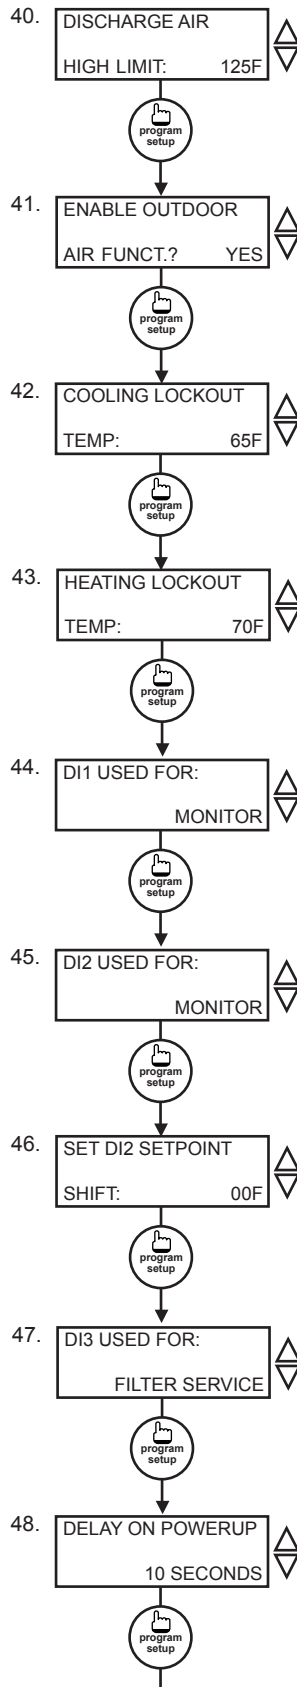 40. DISCHARGE AIR
HIGH LIMIT: 125F
program
setup
41. ENABLE OUTDOOR
AIR FUNCT.? YES
program
setup
42. COOLING LOCKOUT
TEMP: 65F
program
setup
43. HEATING LOCKOUT
TEMP: 70F
program
setup
44. DI1 USED FOR:
MONITOR
program
setup
45. DI2 USED FOR:
MONITOR
program
setup
46. SET DI2 SETPOINT
SHIFT: 00F
program
setup
47. DI3 USED FOR:
FILTER SERVICE
program
setup
48. DELAY ON POWERUP
10 SECONDS
program
setup